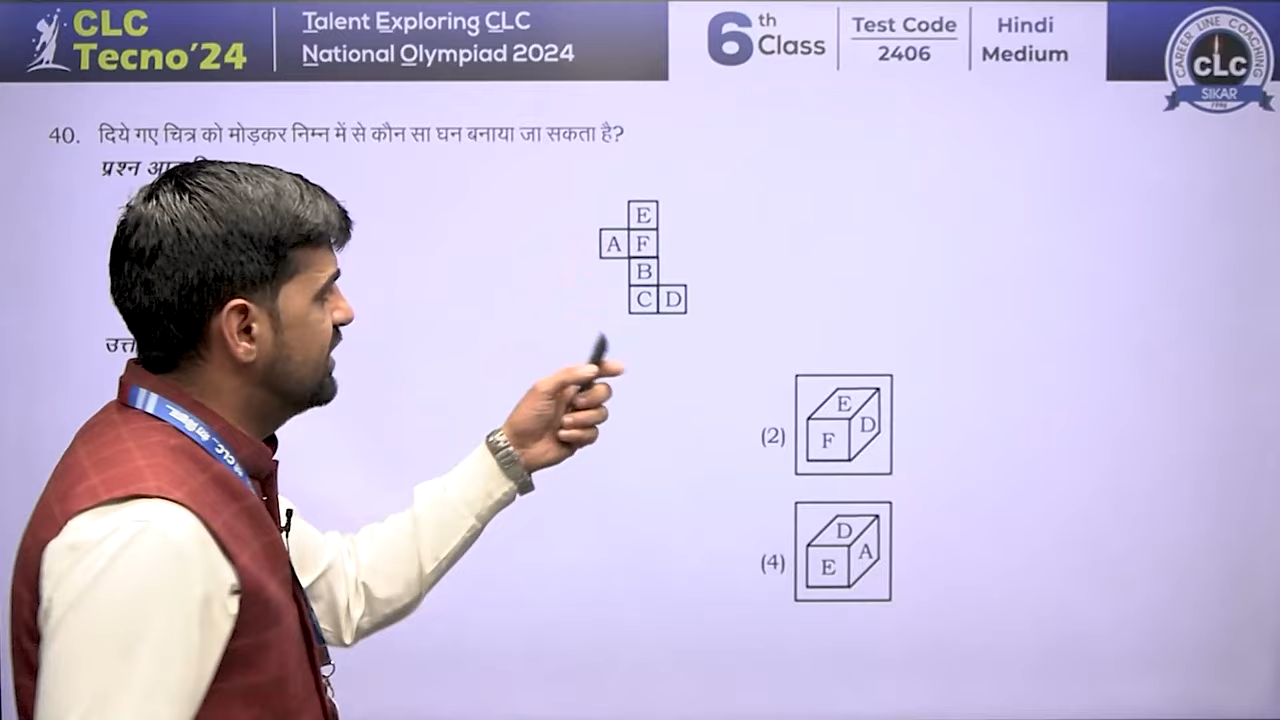 CLC
Tecno'24
Talent Exploring CLC
National Olympiad 2024
6th Class
Test Code
2406
Hindi
Medium
CAREER LINE COACHING
CLC
SIKAR
40. दिये गए चित्र को मोड़कर निम्न में से कौन सा घन बनाया जा सकता है?
प्रश्न
E
A F
B
C D
(2)
E
F D
(4)
D
E A